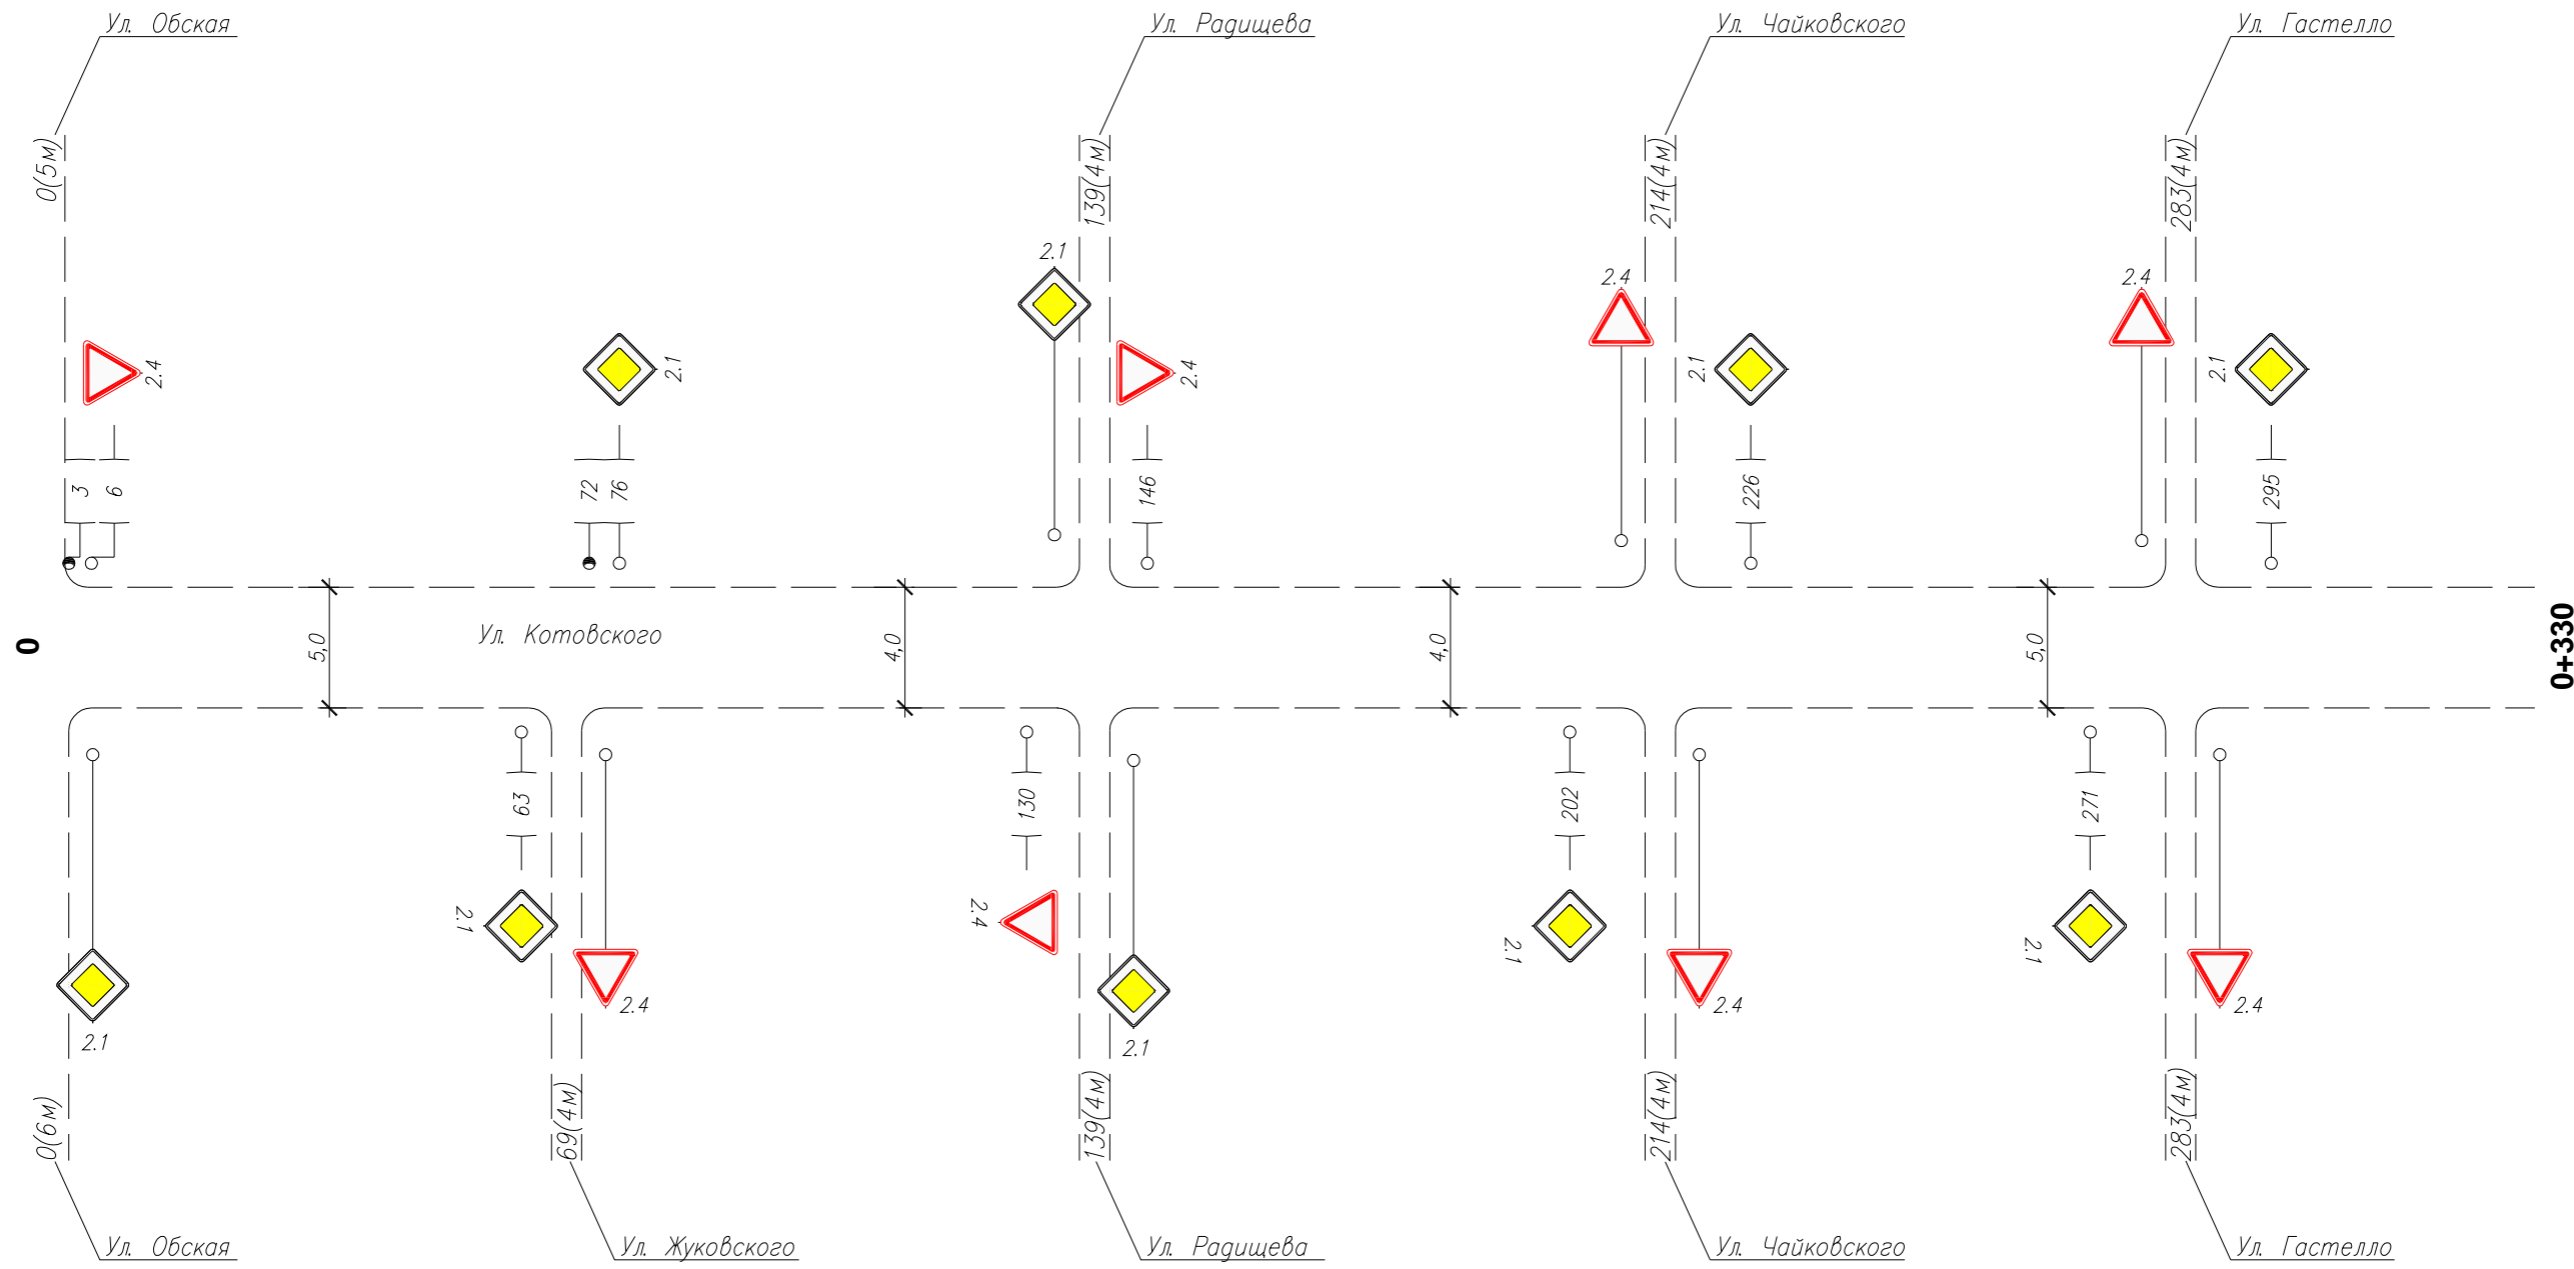 Ул. Обская
Ул. Радищева
Ул. Чайковского
Ул. Гастелло
0(5м)
139(4м)
214(4м)
283(4м)
2.1
2.4
2.4
2.4
2.1
2.4
2.1
2.1
3
6
72
76
146
226
295
0
5,0
Ул. Котовского
4,0
4,0
5,0
0+330
63
130
202
271
2.1
2.4
2.1
2.1
2.1
2.4
2.4
2.4
2.1
0(6м)
69(4м)
139(4м)
214(4м)
283(4м)
Ул. Обская
Ул. Жуковского
Ул. Радищева
Ул. Чайковского
Ул. Гастелло